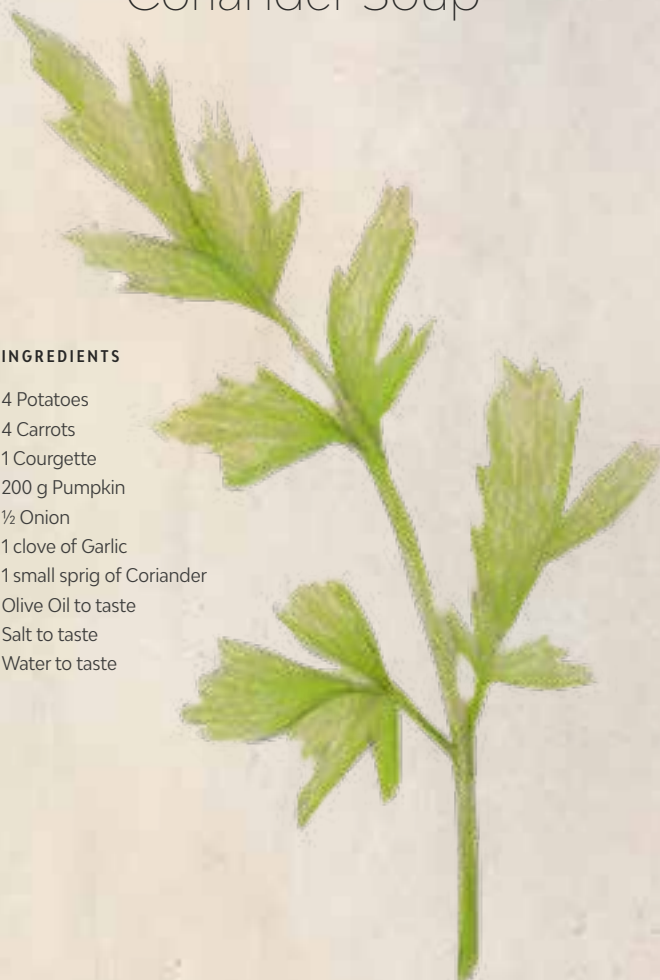 Coriander Soup
INGREDIENTS
4 Potatoes
4 Carrots
1 Courgette
200 g Pumpkin
½ Onion
1 clove of Garlic
1 small sprig of Coriander
Olive Oil to taste
Salt to taste
Water to taste